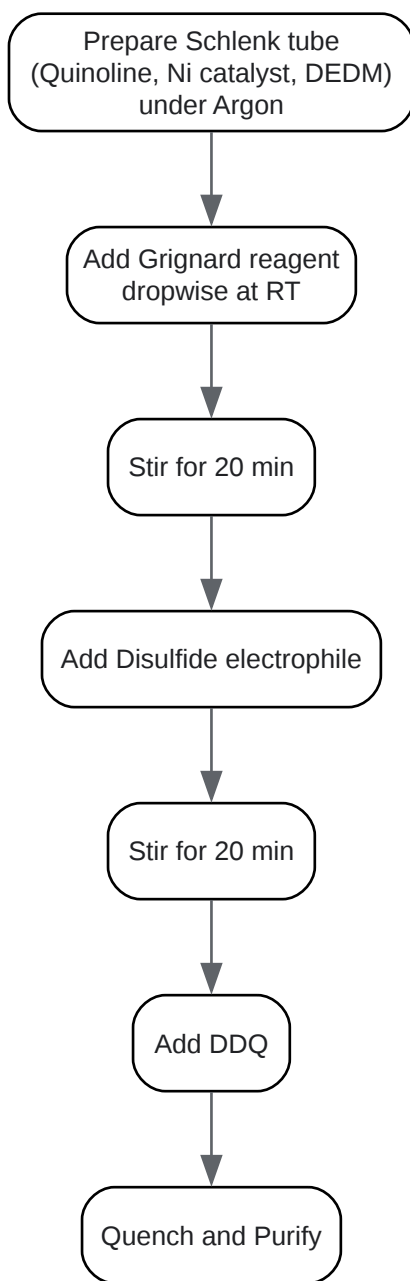 Prepare Schlenk tube
(Quinoline, Ni catalyst, DEDM)
under Argon
Add Grignard reagent
dropwise at RT
Stir for 20 min
Add Disulfide electrophile
Stir for 20 min
Add DDQ
Quench and Purify